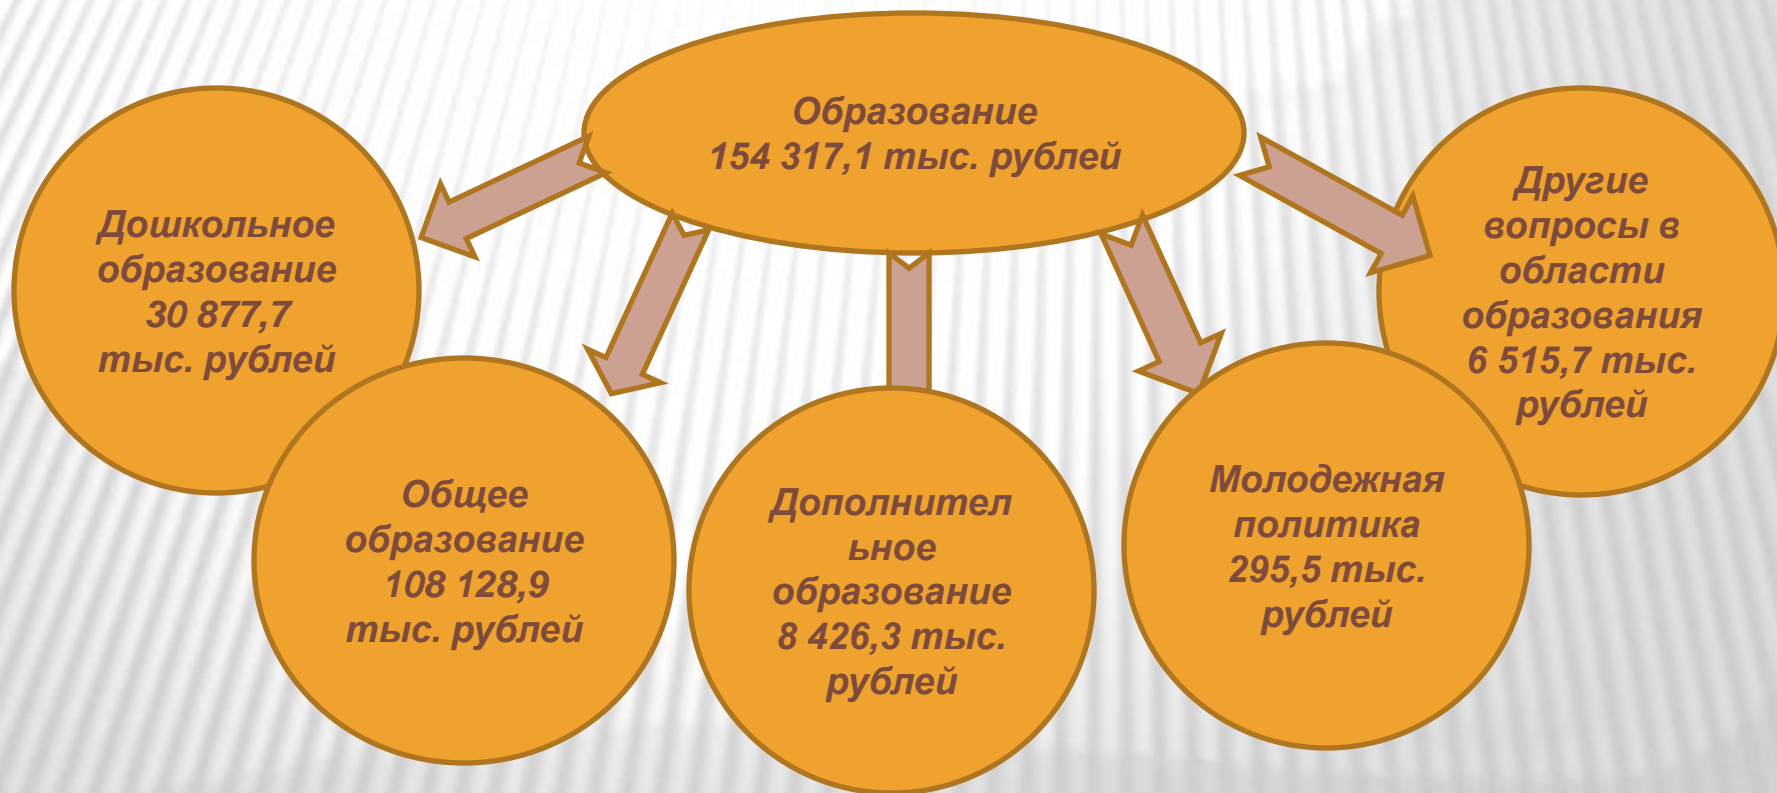 Образование
154 317,1 тыс. рублей
Дошкольное
образование
30 877,7
тыс. рублей
Общее
образование
108 128,9
тыс. рублей
Дополнител
ьное
образование
8 426,3 тыс.
рублей
Молодежная
политика
295,5 тыс.
рублей
Другие
вопросы в
области
образования
6 515,7 тыс.
рублей